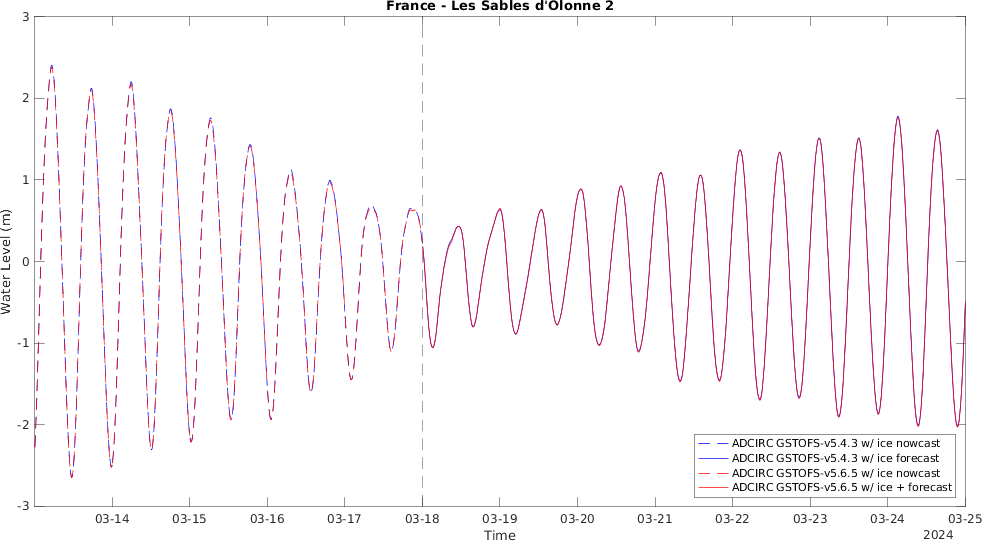 France - Les Sables d'Olonne 2
3
2
1
0
-1
-2
-3
Water Level (m)
ADCIRC GSTOFS-v5.4.3 w/ ice nowcast
ADCIRC GSTOFS-v5.4.3 w/ ice forecast
ADCIRC GSTOFS-v5.6.5 w/ ice nowcast
ADCIRC GSTOFS-v5.6.5 w/ ice + forecast
03-14 03-15 03-16 03-17 03-18 03-19 03-20 03-21 03-22 03-23 03-24 03-25
Time 2024